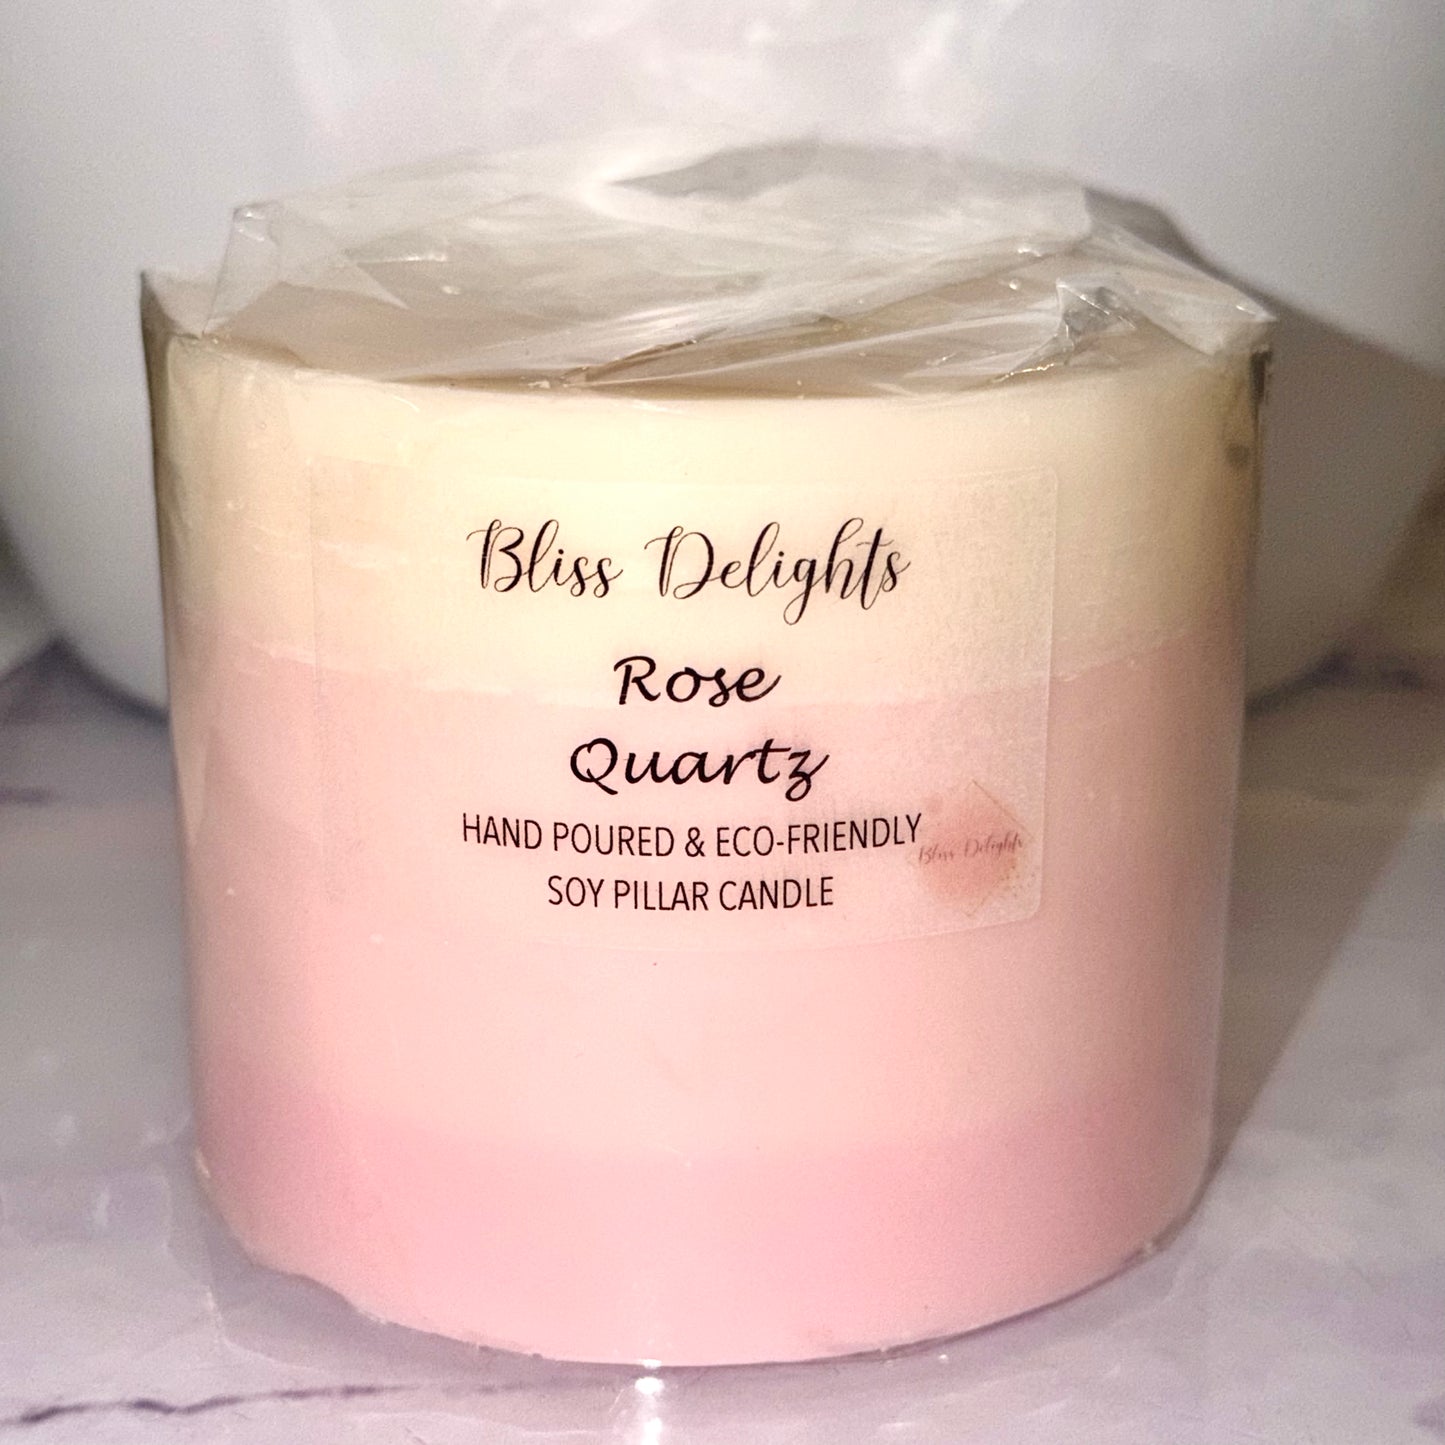 Bliss Delights
Rose
Quartz
HAND POURED & ECO-FRIENDLY
Bliss Delights
SOY PILLAR CANDLE